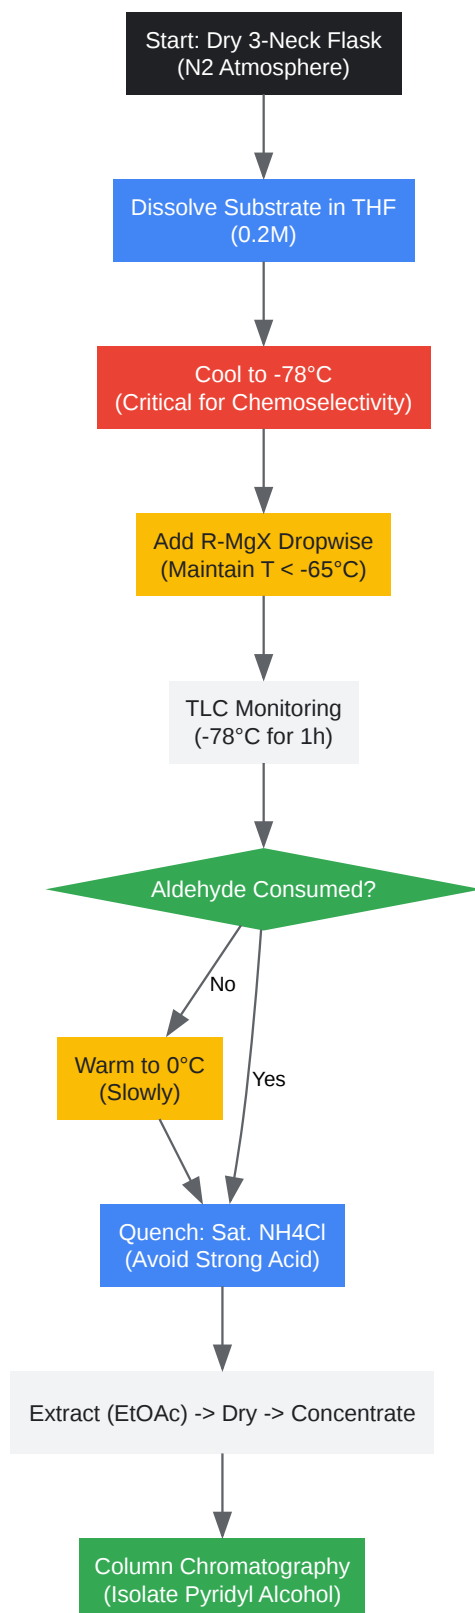 Start: Dry 3-Neck Flask
(N2 Atmosphere)
Dissolve Substrate in THF
(0.2M)
Cool to -78°C
(Critical for Chemoselectivity)
Add R-MgX Dropwise
(Maintain T < -65°C)
TLC Monitoring
(-78°C for 1h)
Aldehyde Consumed?
No
Warm to 0°C
(Slowly)
Yes
Quench: Sat. NH4Cl
(Avoid Strong Acid)
Extract (EtOAc) -> Dry -> Concentrate
Column Chromatography
(Isolate Pyridyl Alcohol)